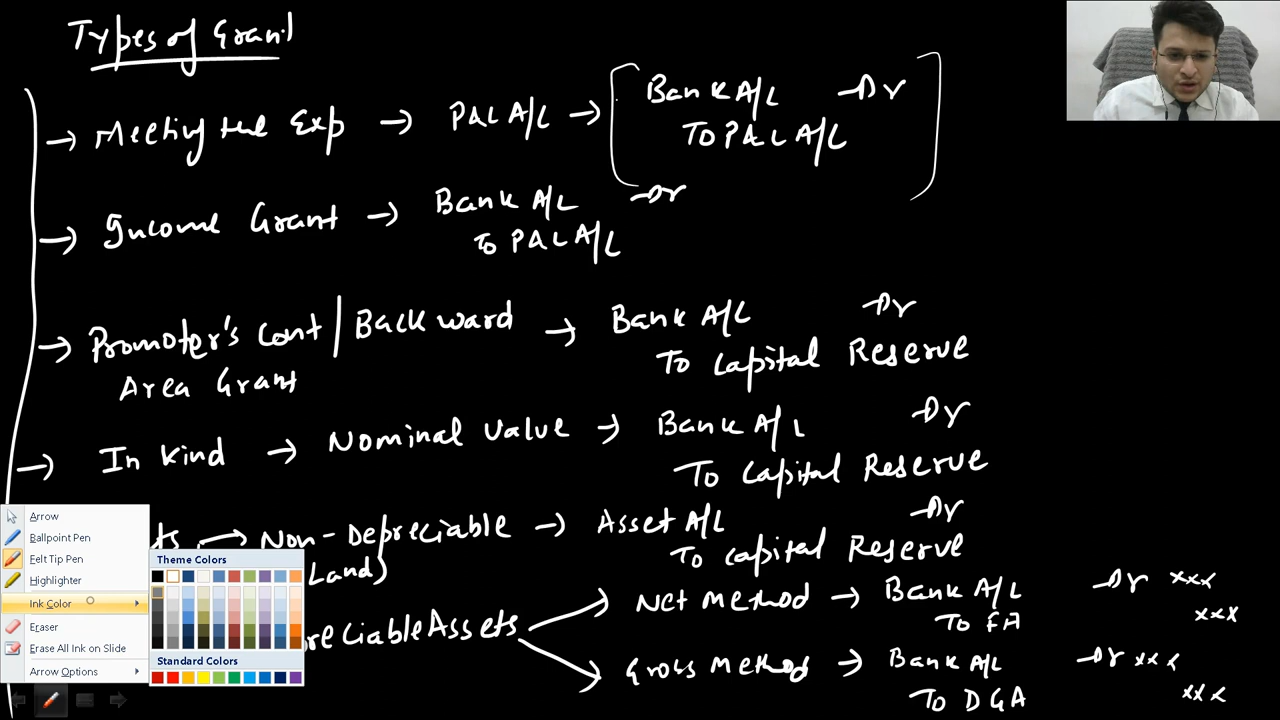 Types of Grant
→ Meeting the Exp → P&L A/L → Bank A/L Dr
To P&L A/L
→ Income Grant → Bank A/L Dr
To P&L A/L
→ Promoter's Cont / Backward → Bank A/L Dr
Area Grant To Capital Reserve
→ In Kind → Nominal Value → Bank A/L Dr
To Capital Reserve
ts → Non-Depreciable → Asset A/L Dr
Land) To Capital Reserve
reciable Assets → Net Method → Bank A/L Dr xxx
To FA xxx
→ Gross Method → Bank A/L Dr xxx
To DGA xxx
Arrow
Ballpoint Pen
Felt Tip Pen
Highlighter
Ink Color
Eraser
Erase All Ink on Slide
Arrow Options
Theme Colors
Standard Colors